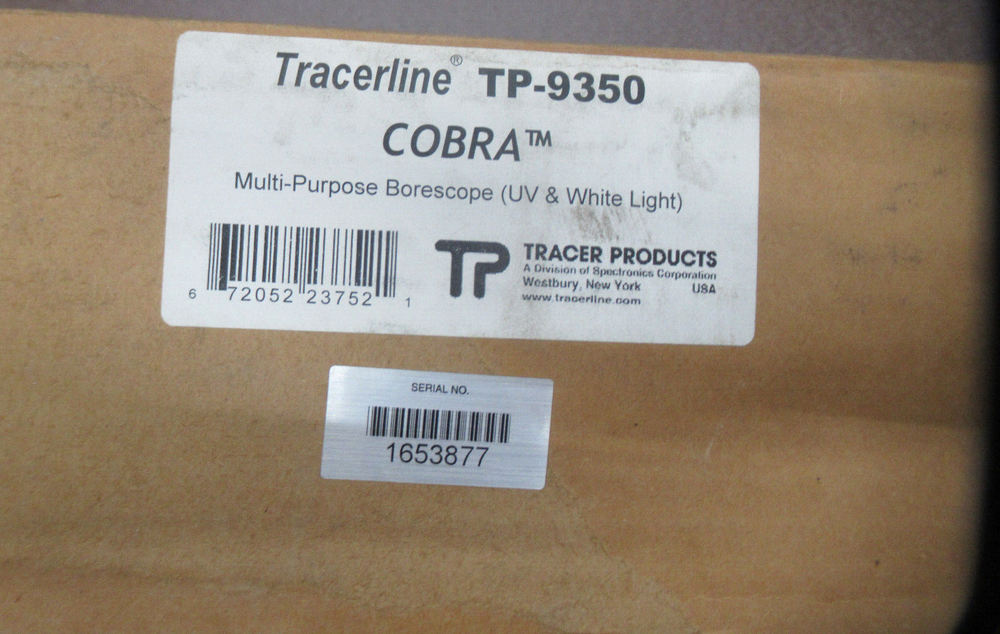 Tracerline® TP-9350
COBRA™
Multi-Purpose Borescope (UV & White Light)
6 72052 23752 1
TP
TRACER PRODUCTS
A Division of Spectronics Corporation
Westbury, New York USA
www.tracerline.com
SERIAL NO.
1653877